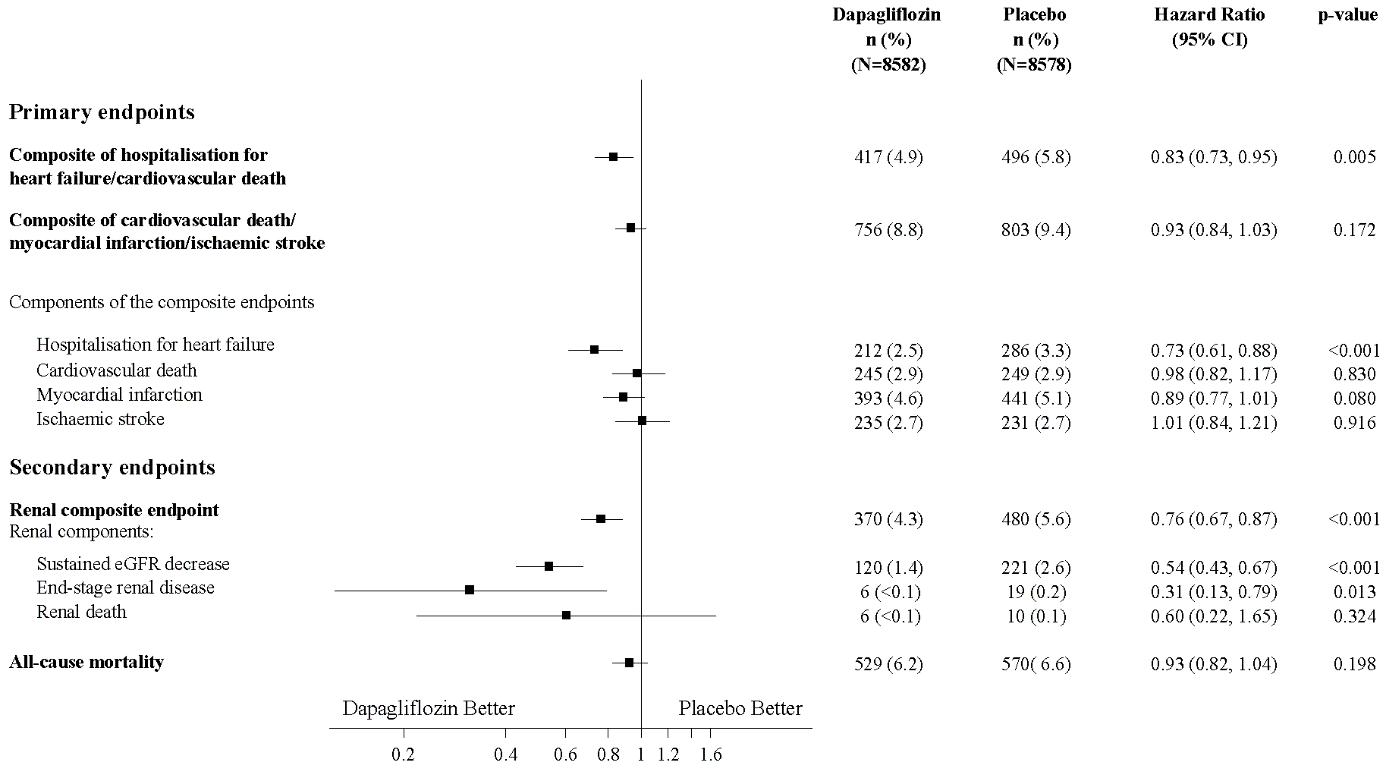 Dapagliflozin Placebo Hazard Ratio p-value
n (%) n (%) (95% CI)
(N=8582) (N=8578)
Primary endpoints
Composite of hospitalisation for
heart failure/cardiovascular death 417 (4.9) 496 (5.8) 0.83 (0.73, 0.95) 0.005
Composite of cardiovascular death/
myocardial infarction/ischaemic stroke 756 (8.8) 803 (9.4) 0.93 (0.84, 1.03) 0.172
Components of the composite endpoints
Hospitalisation for heart failure 212 (2.5) 286 (3.3) 0.73 (0.61, 0.88) <0.001
Cardiovascular death 245 (2.9) 249 (2.9) 0.98 (0.82, 1.17) 0.830
Myocardial infarction 393 (4.6) 441 (5.1) 0.89 (0.77, 1.01) 0.080
Ischaemic stroke 235 (2.7) 231 (2.7) 1.01 (0.84, 1.21) 0.916
Secondary endpoints
Renal composite endpoint 370 (4.3) 480 (5.6) 0.76 (0.67, 0.87) <0.001
Renal components:
Sustained eGFR decrease 120 (1.4) 221 (2.6) 0.54 (0.43, 0.67) <0.001
End-stage renal disease 6 (<0.1) 19 (0.2) 0.31 (0.13, 0.79) 0.013
Renal death 6 (<0.1) 10 (0.1) 0.60 (0.22, 1.65) 0.324
All-cause mortality 529 (6.2) 570( 6.6) 0.93 (0.82, 1.04) 0.198
Dapagliflozin Better Placebo Better
0.2 0.4 0.6 0.8 1 1.2 1.6